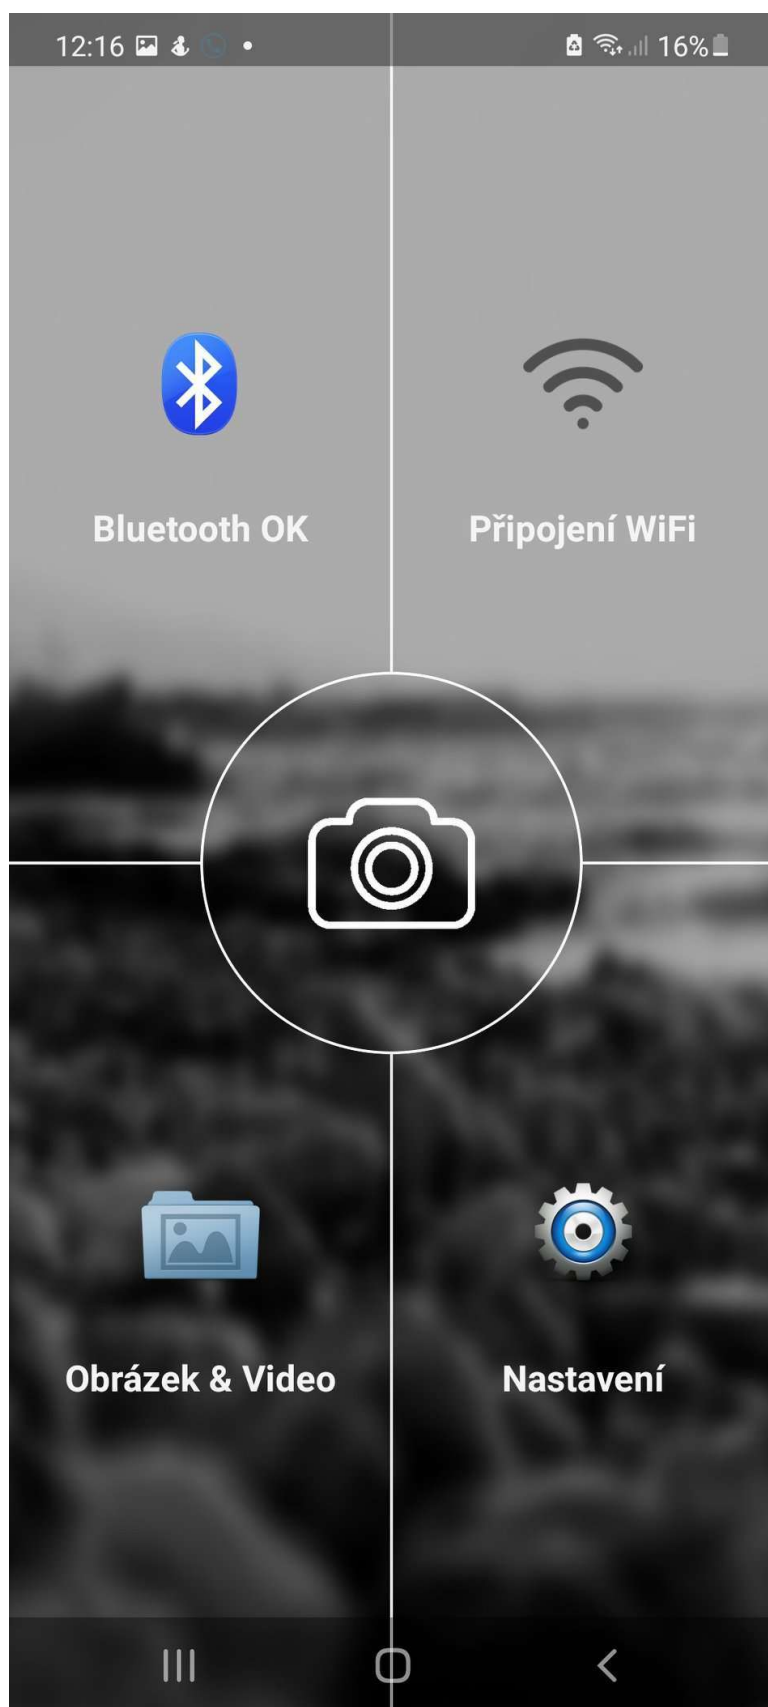 12:16
16%
Bluetooth OK
Připojení WiFi
Obrázek & Video
Nastavení